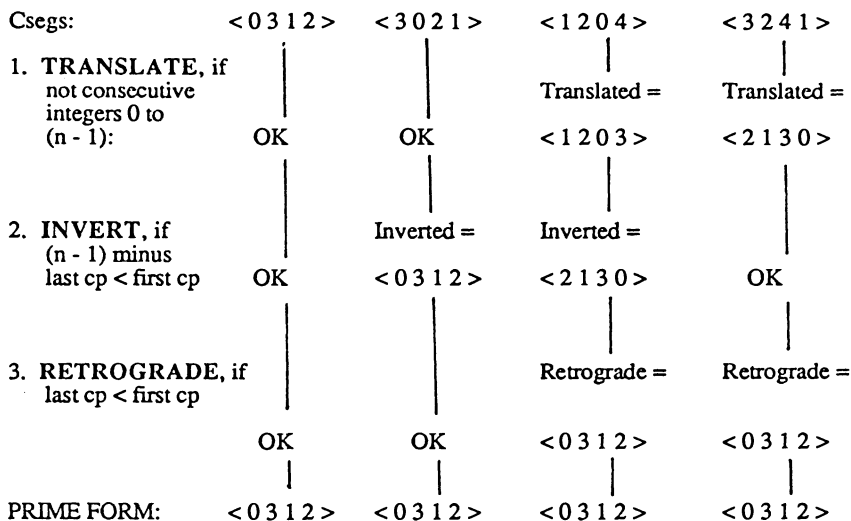 Csegs: < 0 3 1 2 > < 3 0 2 1 > < 1 2 0 4 > < 3 2 4 1 >
1. TRANSLATE, if
not consecutive Translated = Translated =
integers 0 to
(n - 1): OK OK < 1 2 0 3 > < 2 1 3 0 >
2. INVERT, if Inverted = Inverted =
(n - 1) minus
last cp < first cp OK < 0 3 1 2 > < 2 1 3 0 > OK
3. RETROGRADE, if Retrograde = Retrograde =
last cp < first cp
OK OK < 0 3 1 2 > < 0 3 1 2 >
PRIME FORM: < 0 3 1 2 > < 0 3 1 2 > < 0 3 1 2 > < 0 3 1 2 >